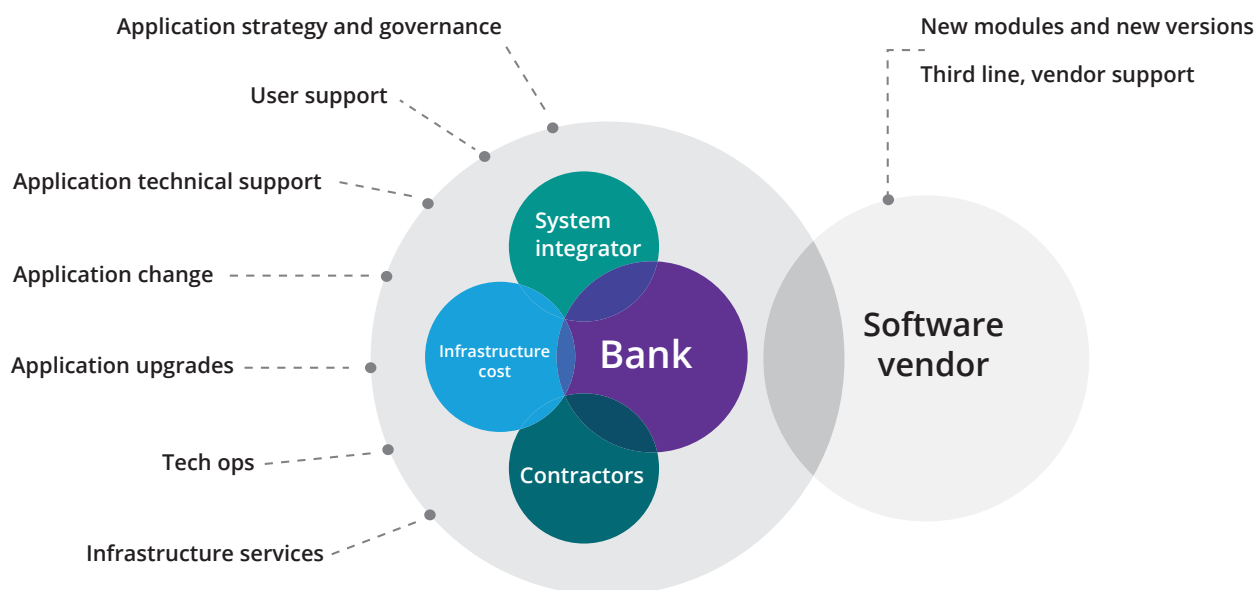 Application strategy and governance
New modules and new versions
Third line, vendor support
User support
Application technical support
System
integrator
Application change
Software
vendor
Infrastructure
cost
Bank
Application upgrades
Tech ops
Contractors
Infrastructure services